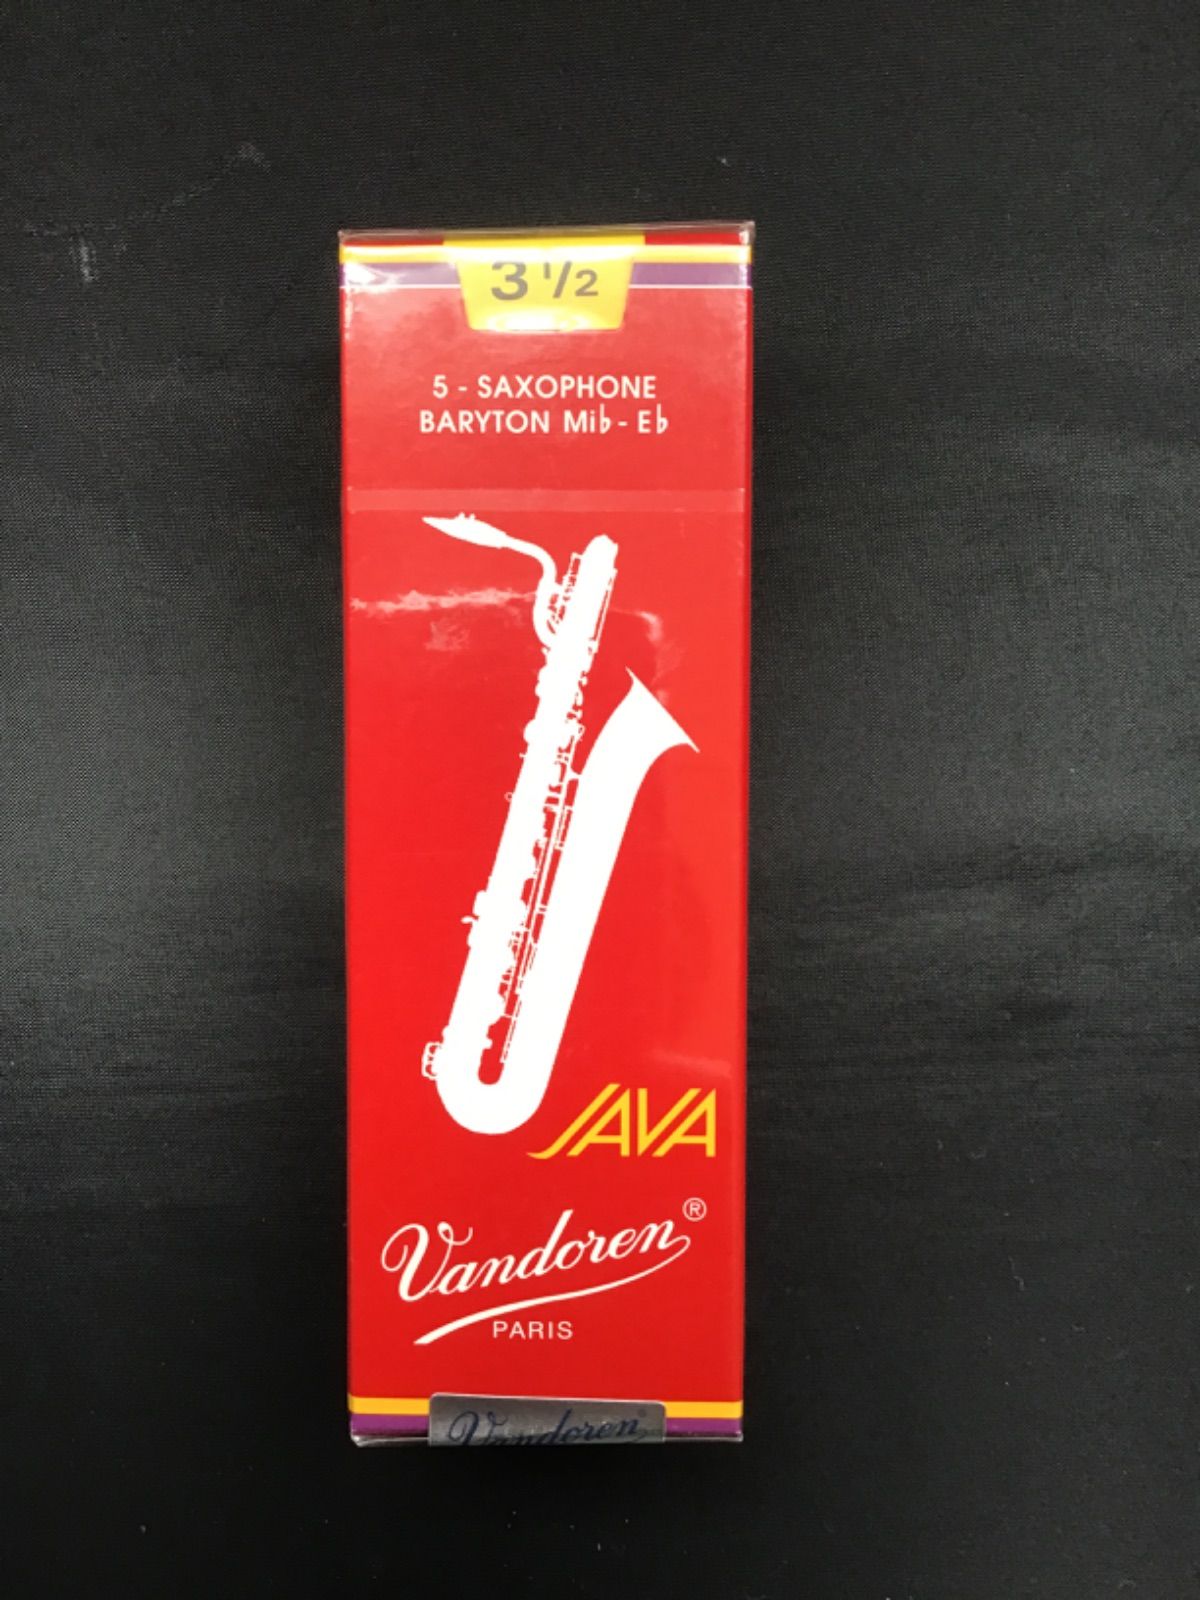 3 1/2
5 - SAXOPHONE
BARYTON Mi♭ - E♭
JAVA
Vandoren®
PARIS
Vandoren